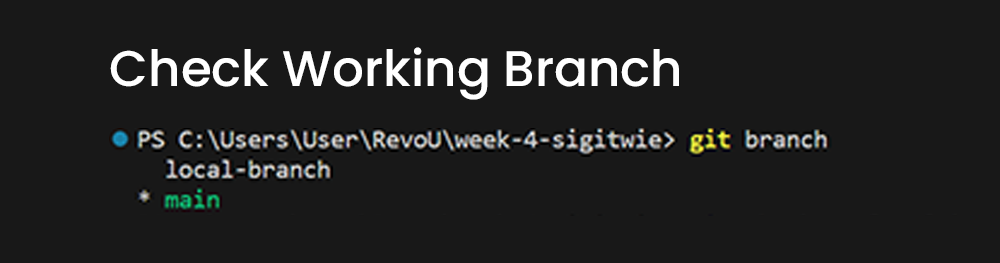 Check Working Branch
PS C:\Users\User\RevoU\week-4-sigitwie> git branch
local-branch
* main